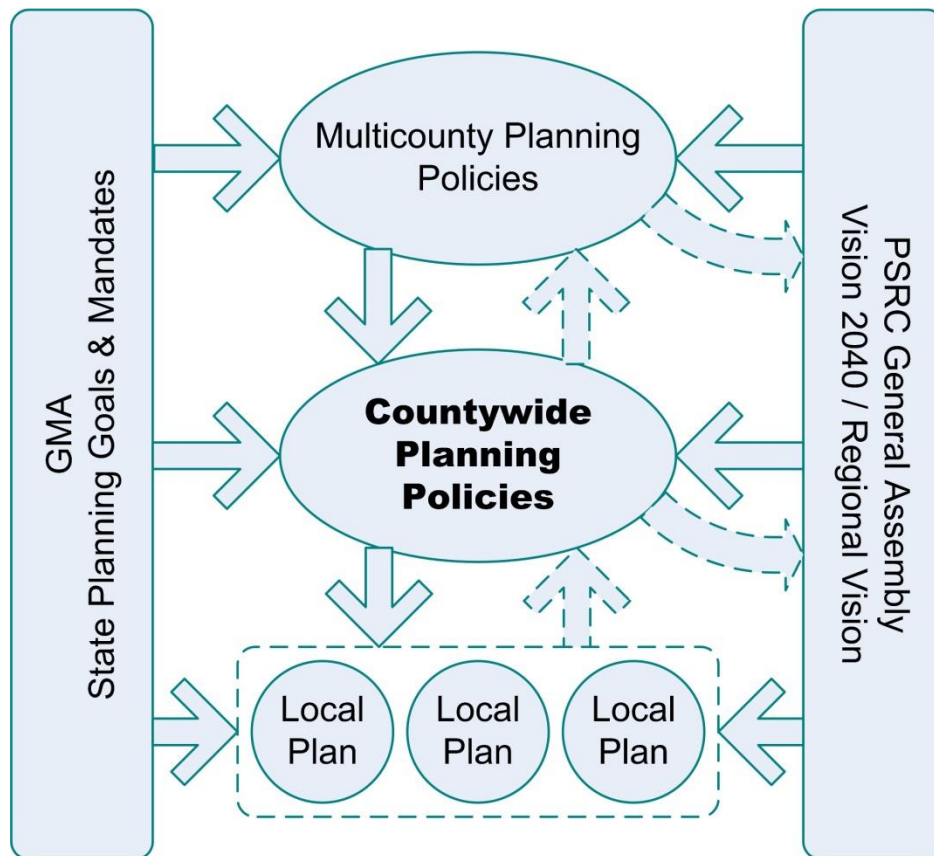 GMA
State Planning Goals & Mandates
Multicounty Planning
Policies
Countywide
Planning
Policies
Local
Plan
Local
Plan
Local
Plan
PSRC General Assembly
Vision 2040 / Regional Vision